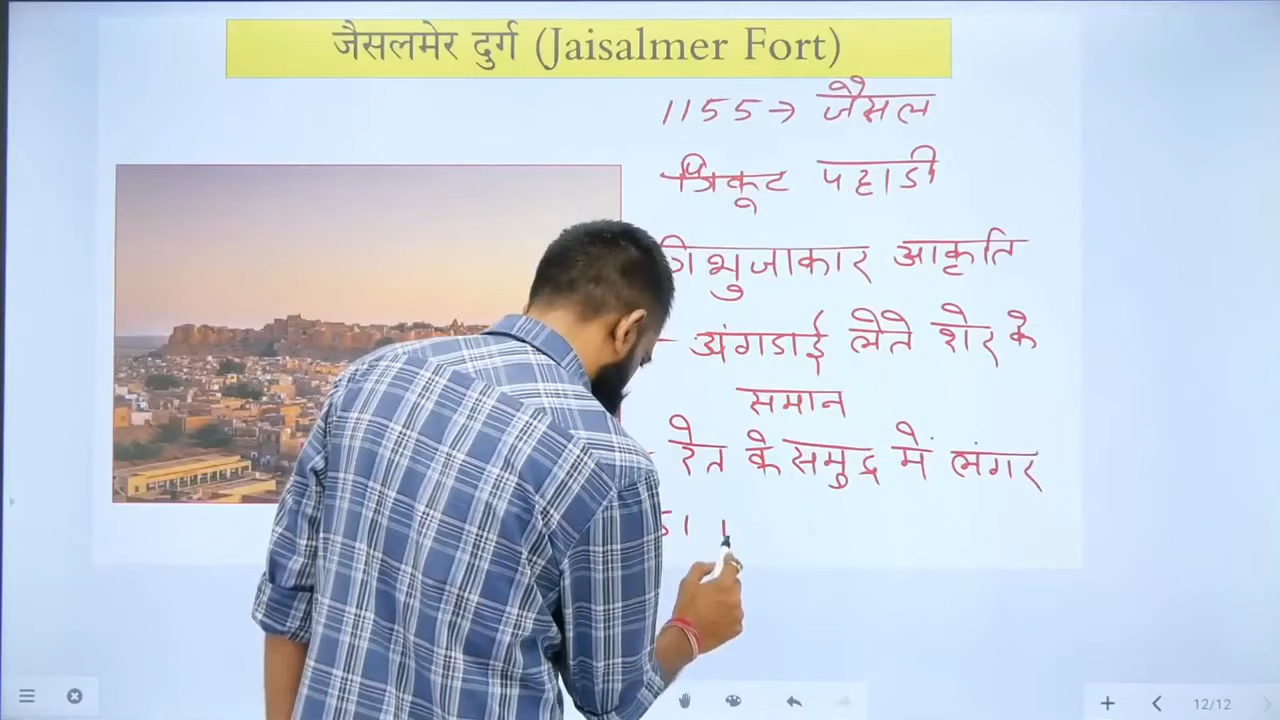 जैसलमेर दुर्ग (Jaisalmer Fort)
1155→ जैसल
त्रिकूट पहाडी
त्रिभुजाकार आकृति
- अंगडाई लेते शेर के
समान
- रेत के समुद्र में लंगर
12/12